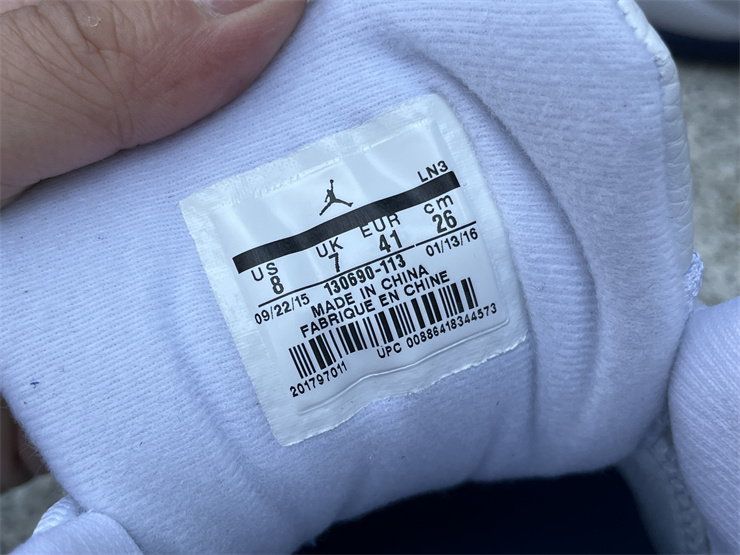 LN3
US UK EUR cm
8 7 41 26
09/22/15 130690-113 01/13/16
MADE IN CHINA
FABRIQUE EN CHINE
201797011 UPC 00886418344573